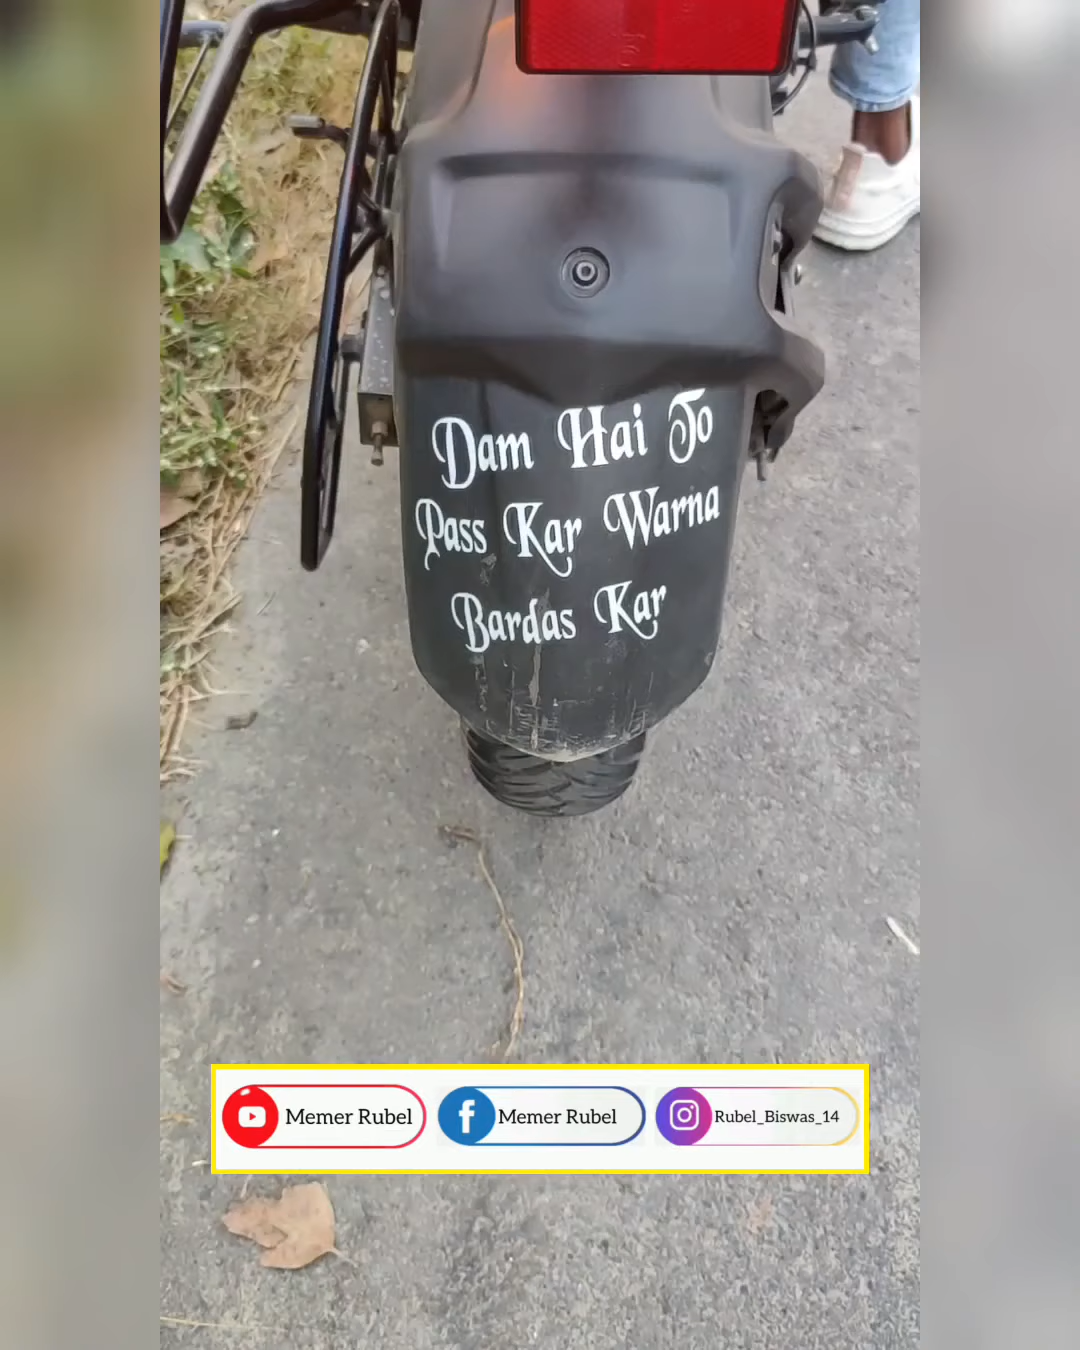 Dam Hai To
Pass Kar Warna
Bardas Kar
Memer Rubel
Memer Rubel
Rubel_Biswas_14